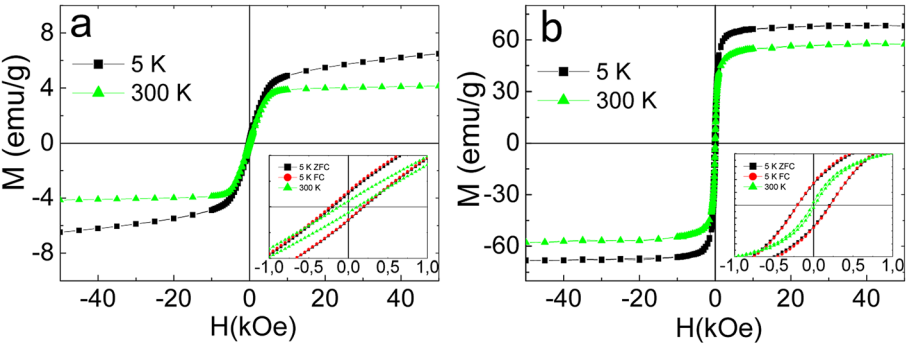 a
M (emu/g)
8
4
0
-4
-8
5 K
300 K
5 K ZFC
5 K FC
300 K
-1,0 -0,5 0,0 0,5 1,0
-40 -20 0 20 40
H(kOe)
b
M (emu/g)
60
30
0
-30
-60
5 K
300 K
5 K ZFC
5 K FC
300 K
-1,0 -0,5 0,0 0,5 1,0
-40 -20 0 20 40
H(kOe)